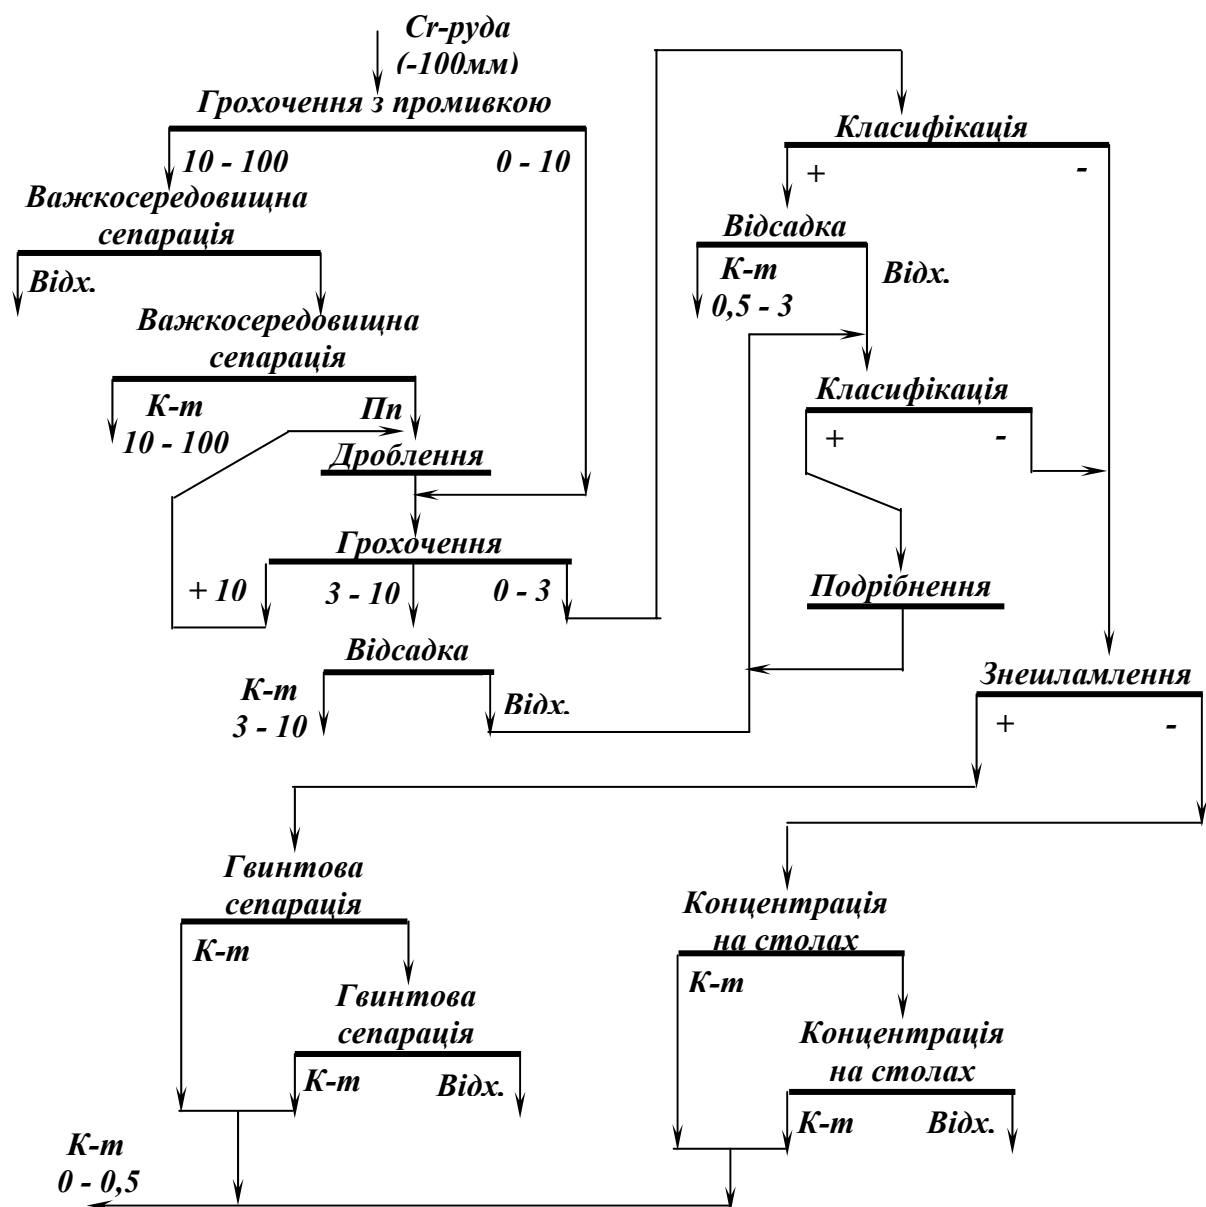 Cr-руда
(-100мм)
Грохочення з промивкою
10 - 100
0 - 10
Важкосередовищна
сепарація
Відх.
Важкосередовищна
сепарація
К-т
10 - 100
Пп
Дроблення
Грохочення
+ 10
3 - 10
0 - 3
Відсадка
К-т
3 - 10
Відх.
Класифікація
+
-
Відсадка
К-т
0,5 - 3
Відх.
Класифікація
+
-
Подрібнення
Знешламлення
+
-
Гвинтова
сепарація
К-т
Гвинтова
сепарація
К-т
Відх.
Концентрація
на столах
К-т
Концентрація
на столах
К-т
Відх.
К-т
0 - 0,5